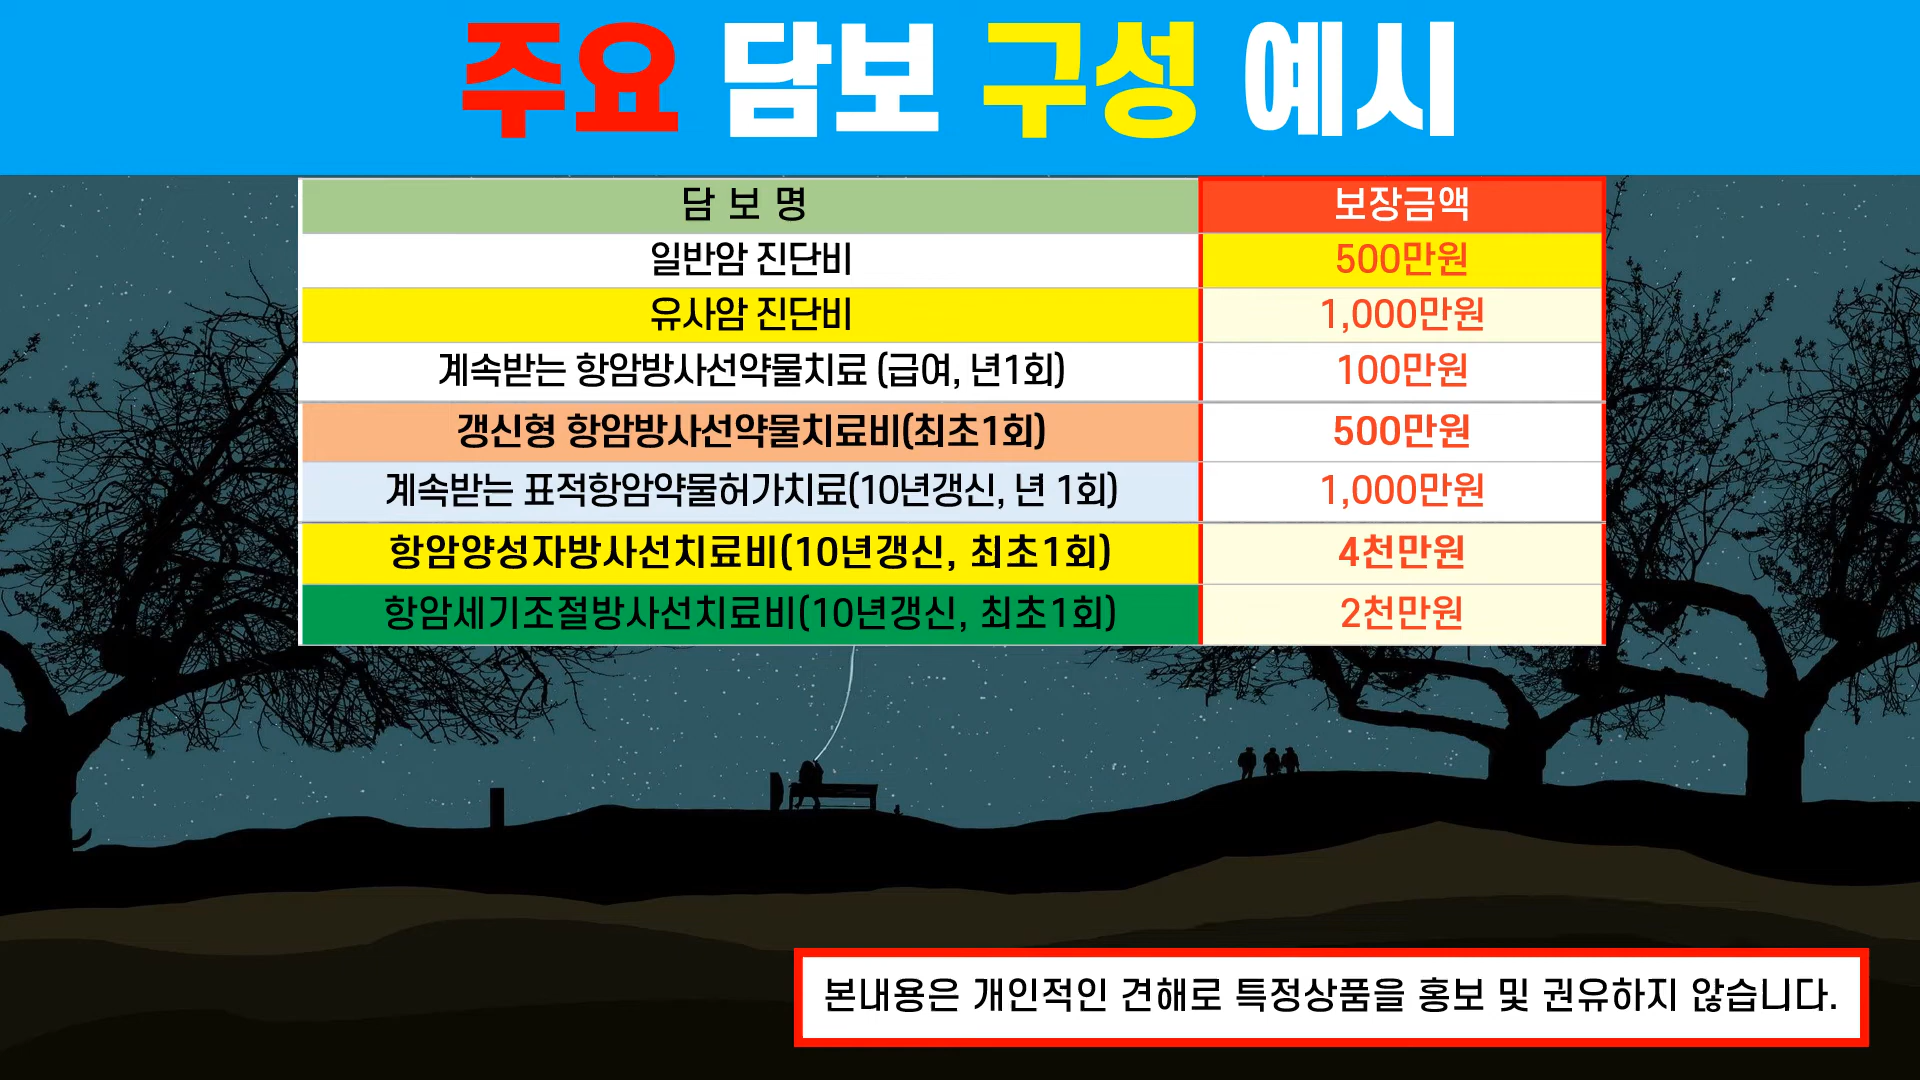 주요 담보 구성 예시
담 보 명 보장금액
일반암 진단비 500만원
유사암 진단비 1,000만원
계속받는 항암방사선약물치료 (급여, 년1회) 100만원
갱신형 항암방사선약물치료비(최초1회) 500만원
계속받는 표적항암약물허가치료(10년갱신, 년 1회) 1,000만원
항암양성자방사선치료비(10년갱신, 최초1회) 4천만원
항암세기조절방사선치료비(10년갱신, 최초1회) 2천만원
본내용은 개인적인 견해로 특정상품을 홍보 및 권유하지 않습니다.